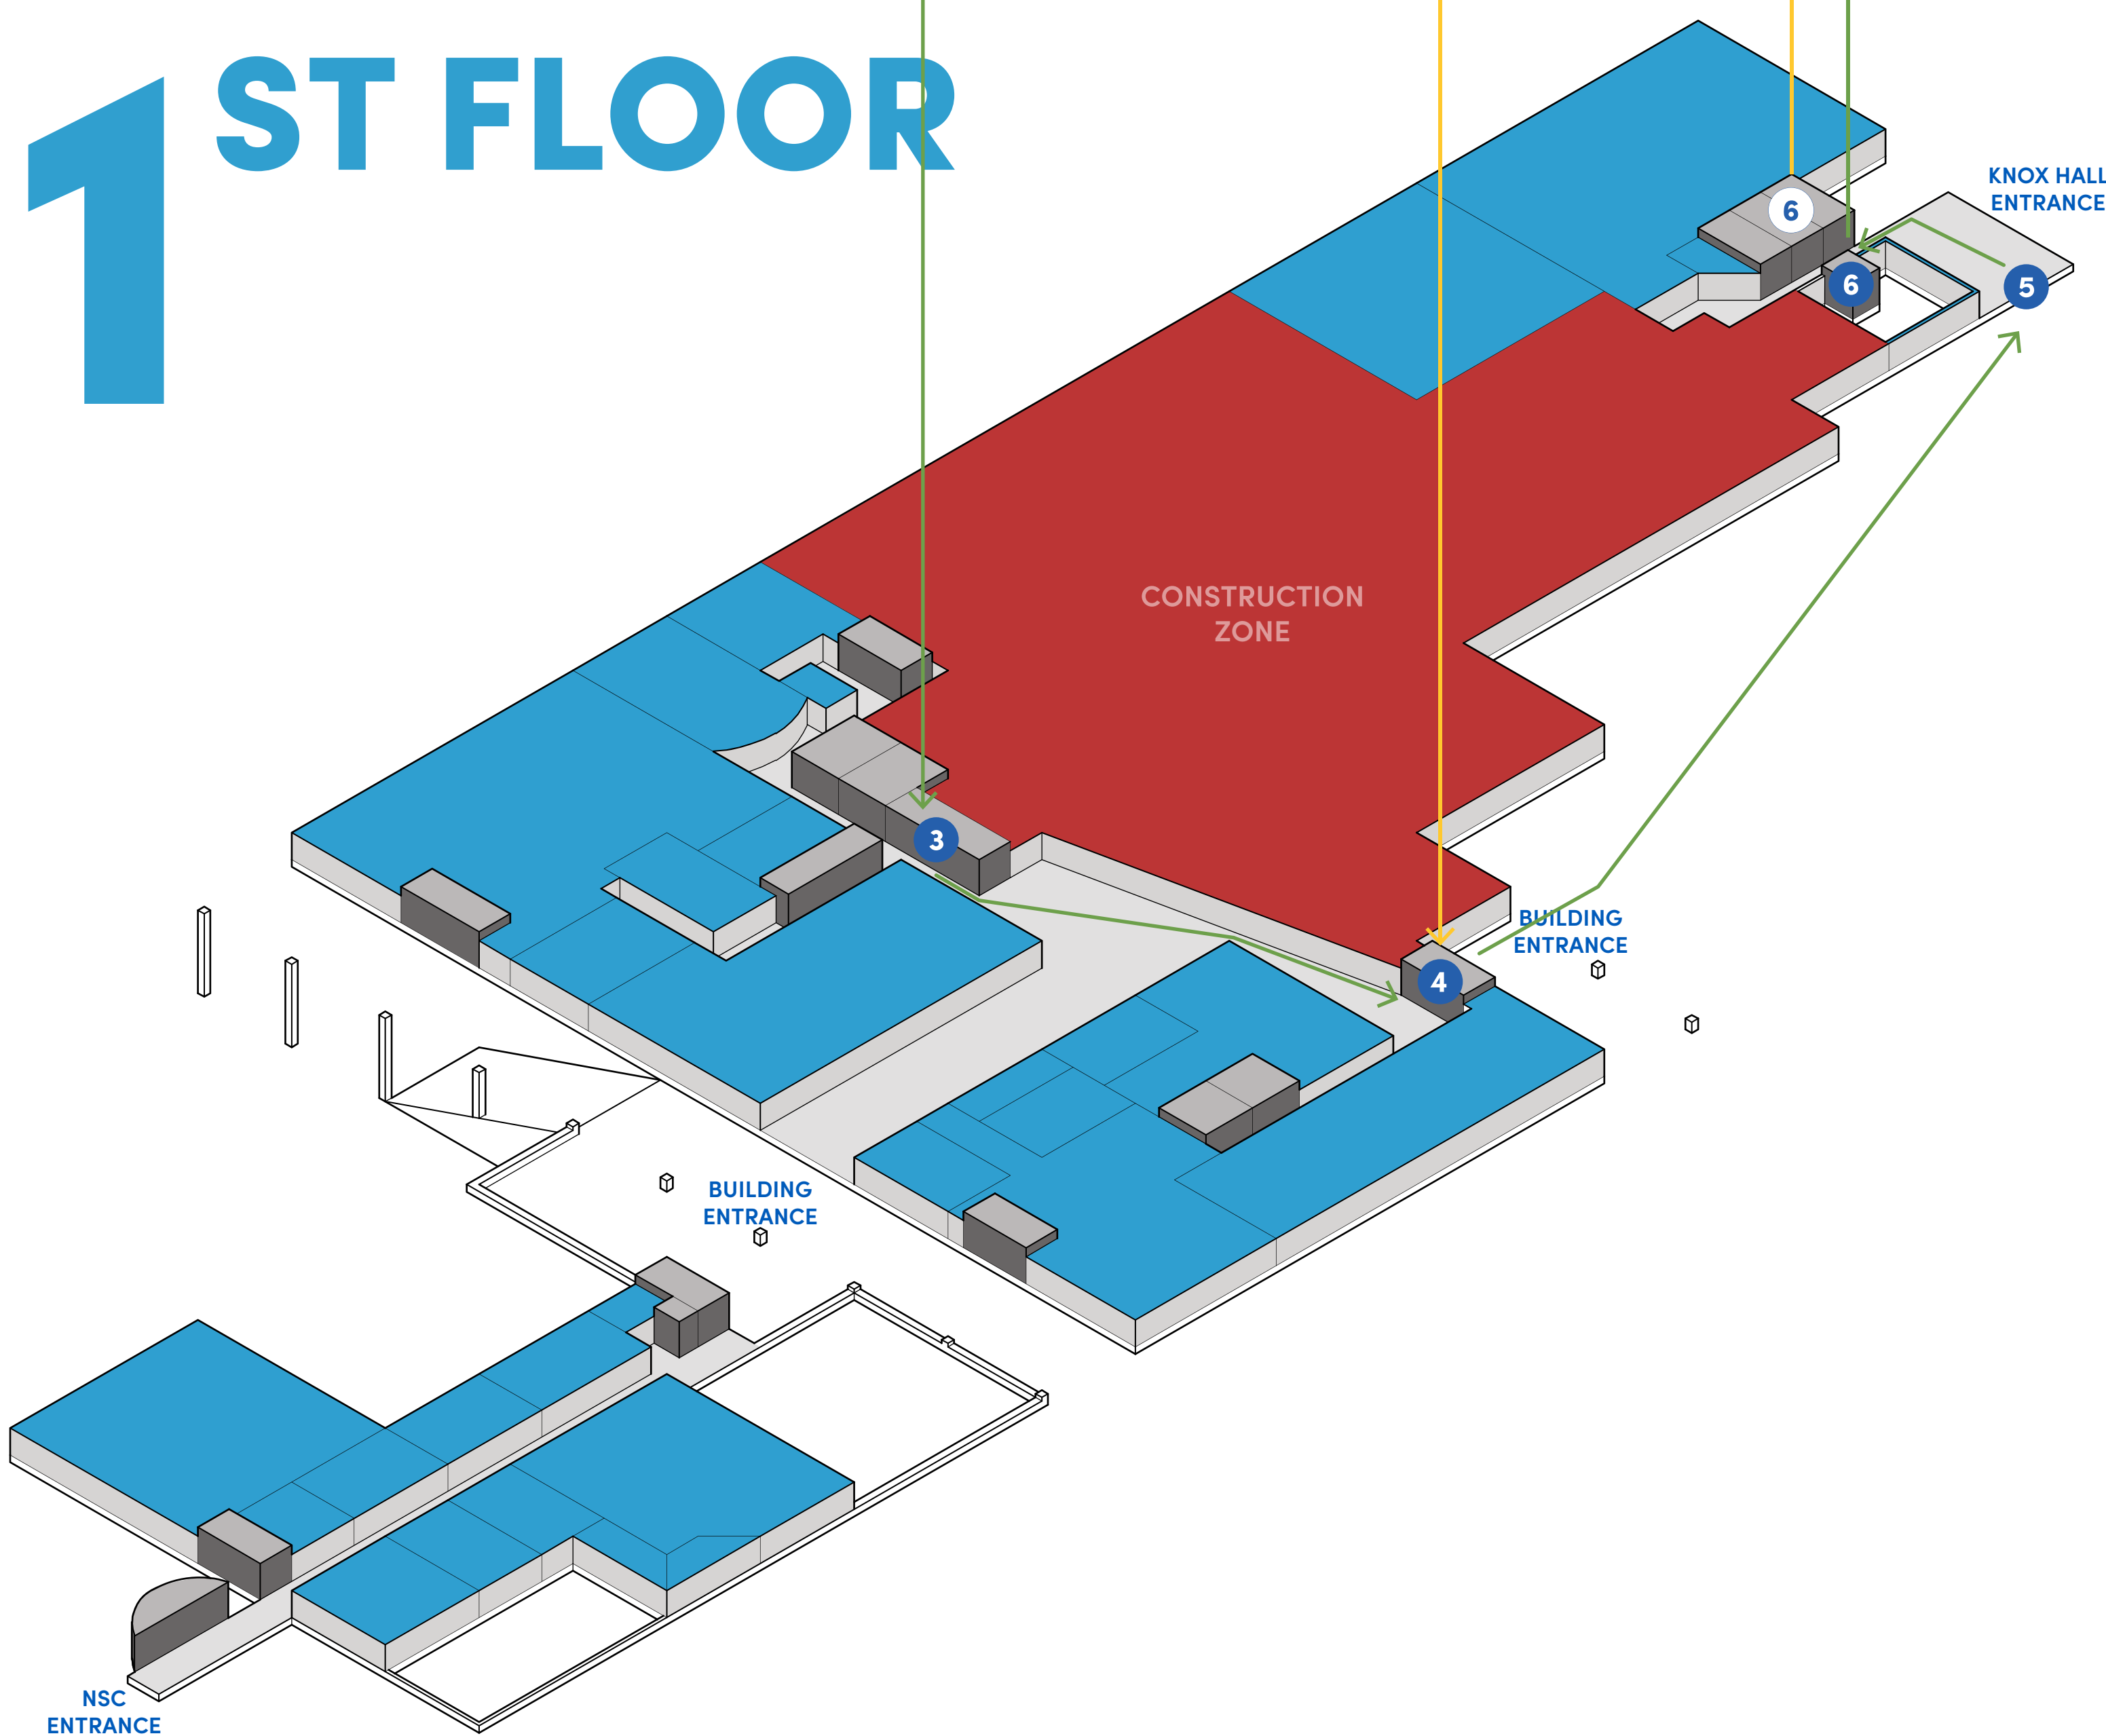 1ST FLOOR
KNOX HALL
ENTRANCE
6
6
5
CONSTRUCTION
ZONE
3
BUILDING
ENTRANCE
4
BUILDING
ENTRANCE
NSC
ENTRANCE